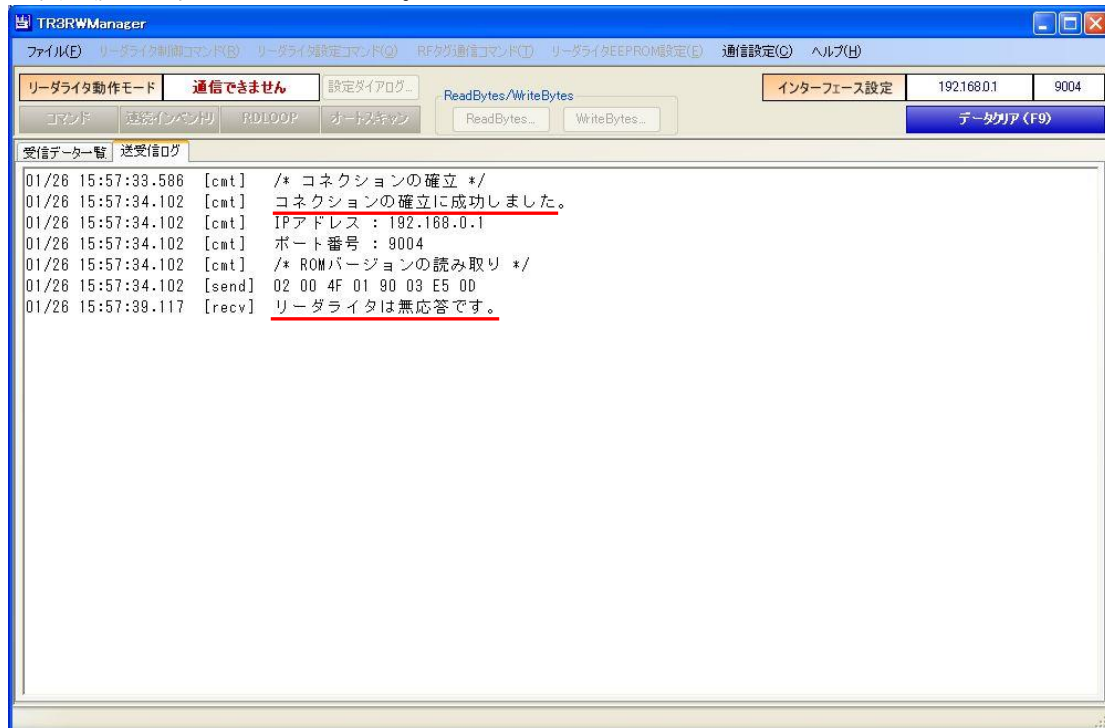 TR3RWManager
ファイル(F) リーダライタ制御コマンド(R) リーダライタ設定コマンド(Q) RFタグ通信コマンド(T) リーダライタEEPROM設定(E) 通信設定(C) ヘルプ(H)
リーダライタ動作モード 通信できません 設定ダイアログ... ReadBytes/WriteBytes インターフェース設定 192.168.0.1 9004
コマンド 連続インベントリ RDLOOP オートスキャン ReadBytes... WriteBytes... データクリア(F9)
受信データ一覧 送受信ログ
01/26 15:57:33.586 [cmt] /* コネクションの確立 */
01/26 15:57:34.102 [cmt] コネクションの確立に成功しました。
01/26 15:57:34.102 [cmt] IPアドレス : 192.168.0.1
01/26 15:57:34.102 [cmt] ポート番号 : 9004
01/26 15:57:34.102 [cmt] /* ROMバージョンの読み取り */
01/26 15:57:34.102 [send] 02 00 4F 01 90 03 E5 0D
01/26 15:57:39.117 [recv] リーダライタは無応答です。